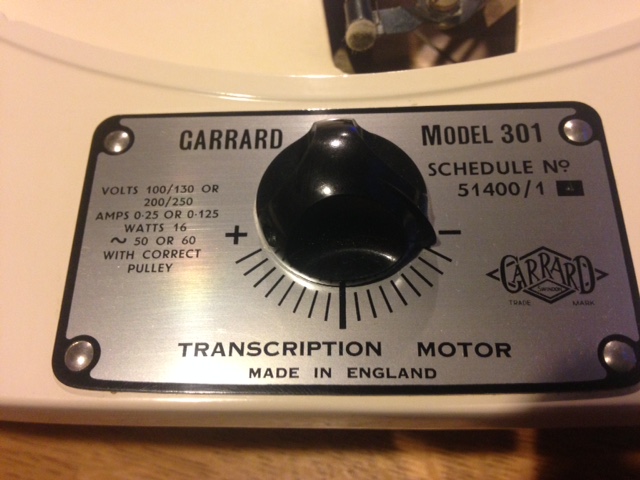 GARRARD MODEL 301
SCHEDULE Nº
51400/1
VOLTS 100/130 OR
200/250
AMPS 0·25 OR 0·125
WATTS 16
~ 50 OR 60
WITH CORRECT
PULLEY
+ −
GARRARD
SWINDON
TRADE MARK
TRANSCRIPTION MOTOR
MADE IN ENGLAND